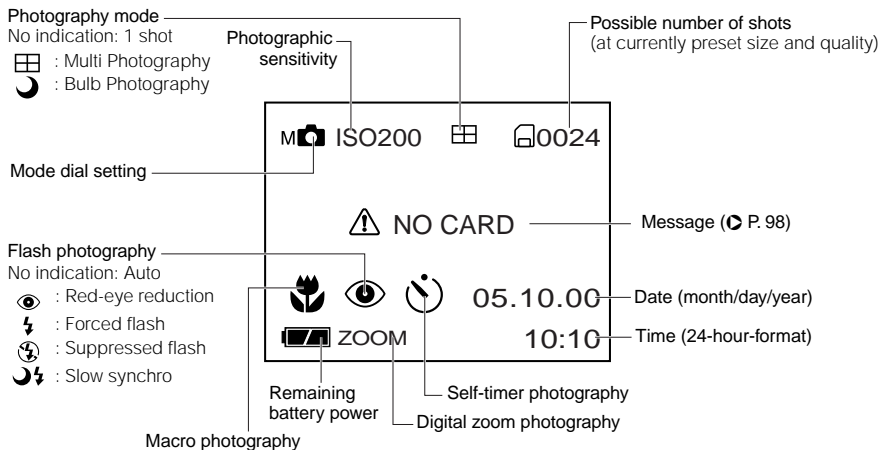 Photography mode
No indication: 1 shot
: Multi Photography
: Bulb Photography
Photographic
sensitivity
Possible number of shots
(at currently preset size and quality)
M ISO200 0024
Mode dial setting
NO CARD
Message ( P. 98)
Flash photography
No indication: Auto
: Red-eye reduction
: Forced flash
: Suppressed flash
: Slow synchro
05.10.00
Date (month/day/year)
ZOOM 10:10
Time (24-hour-format)
Remaining
battery power
Self-timer photography
Digital zoom photography
Macro photography